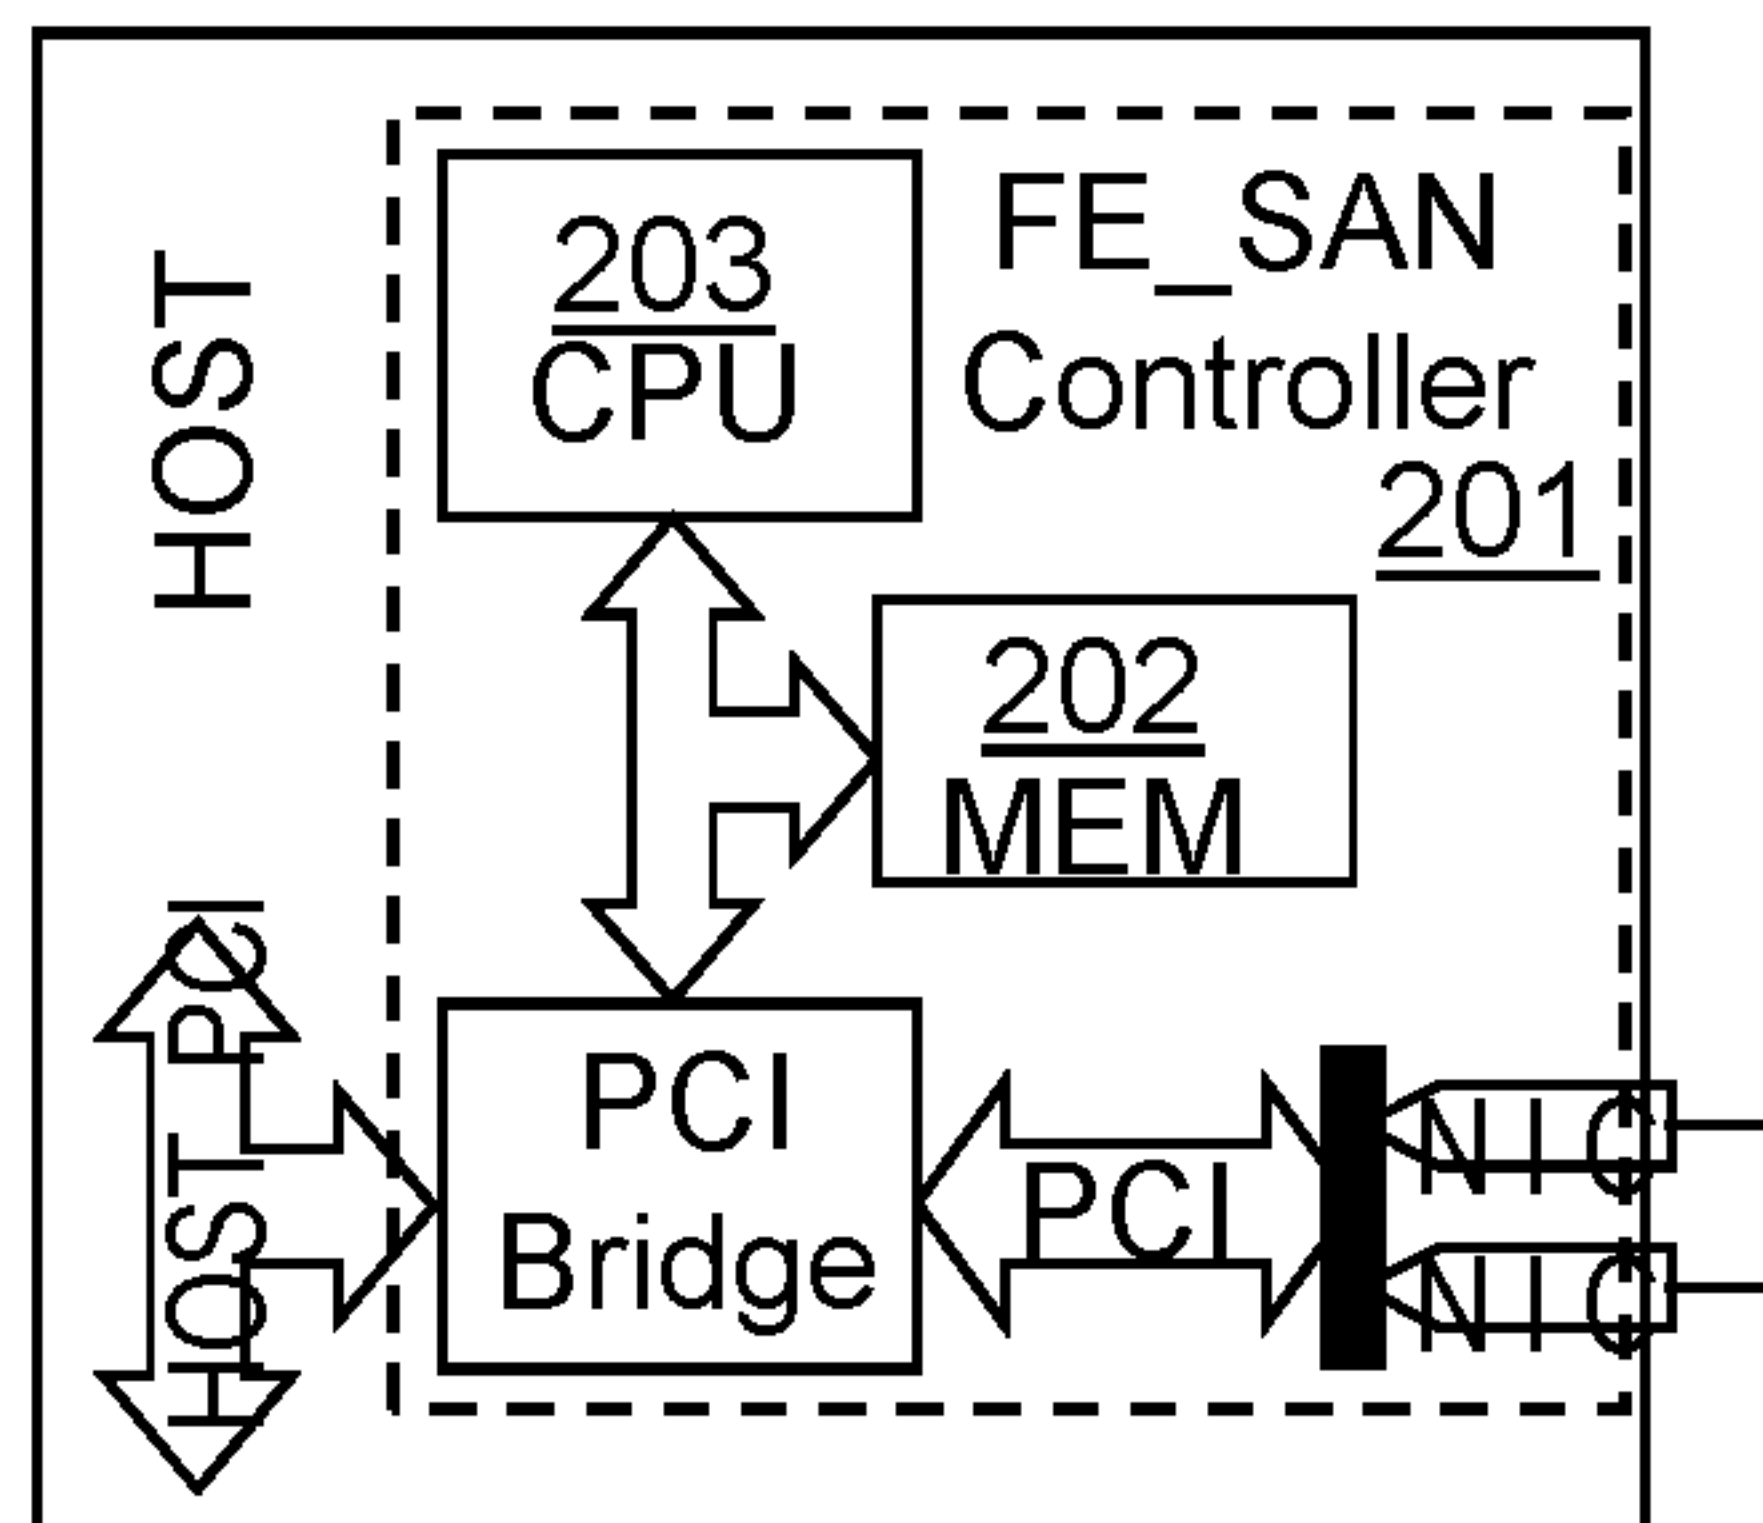 HOST
203
CPU
FE_SAN
Controller
201
202
MEM
HOST PCI
PCI
Bridge
PCI
NIC
NIC